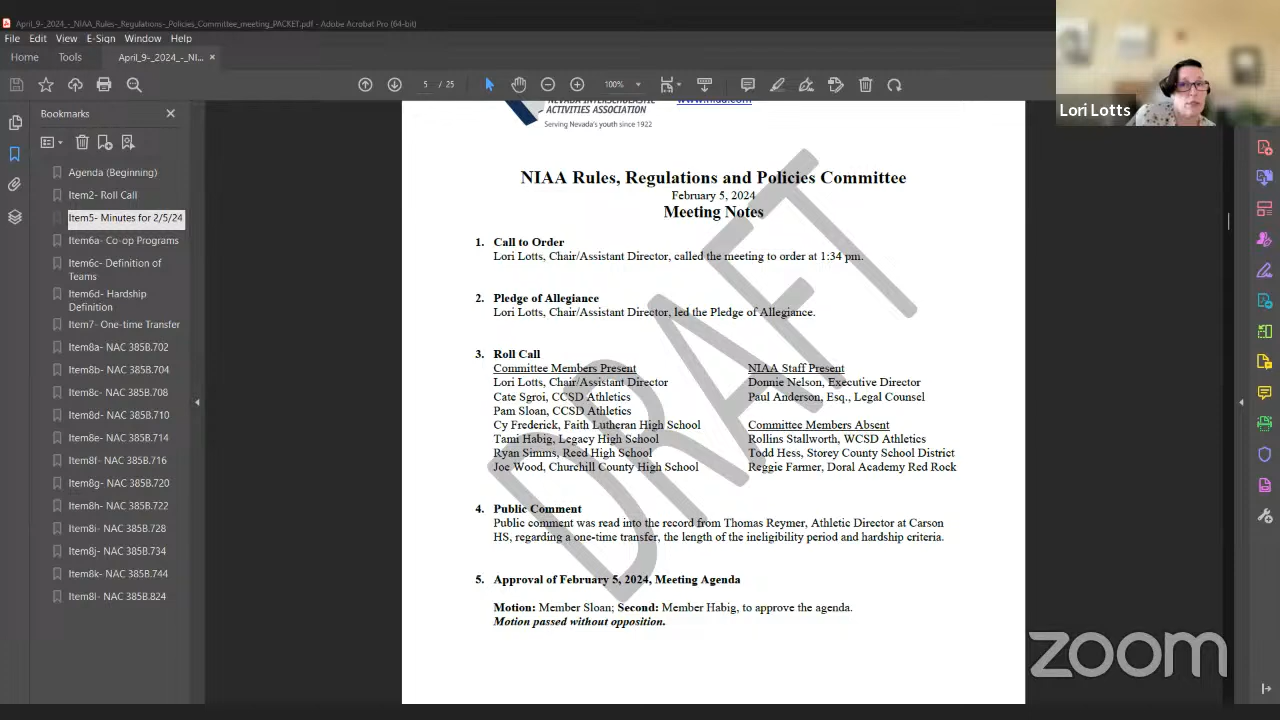 April_9-_2024_-_NIAA_Rules-_Regulations-_Policies_Committee_meeting_PACKET.pdf - Adobe Acrobat Pro (64-bit)
File Edit View E-Sign Window Help
Home Tools April_9-_2024_-_NI... ×
5 / 25 100%
Bookmarks
Agenda (Beginning)
Item2- Roll Call
Item5- Minutes for 2/5/24
Item6a- Co-op Programs
Item6c- Definition of
Teams
Item6d- Hardship
Definition
Item7- One-time Transfer
Item8a- NAC 385B.702
Item8b- NAC 385B.704
Item8c- NAC 385B.708
Item8d- NAC 385B.710
Item8e- NAC 385B.714
Item8f- NAC 385B.716
Item8g- NAC 385B.720
Item8h- NAC 385B.722
Item8i- NAC 385B.728
Item8j- NAC 385B.734
Item8k- NAC 385B.744
Item8l- NAC 385B.824
NEVADA INTERSCHOLASTIC
ACTIVITIES ASSOCIATION
Serving Nevada's youth since 1922
www.niaa.com
NIAA Rules, Regulations and Policies Committee
February 5, 2024
Meeting Notes
1. Call to Order
Lori Lotts, Chair/Assistant Director, called the meeting to order at 1:34 pm.
2. Pledge of Allegiance
Lori Lotts, Chair/Assistant Director, led the Pledge of Allegiance.
3. Roll Call
Committee Members Present
Lori Lotts, Chair/Assistant Director
Cate Sgroi, CCSD Athletics
Pam Sloan, CCSD Athletics
Cy Frederick, Faith Lutheran High School
Tami Habig, Legacy High School
Ryan Simms, Reed High School
Joe Wood, Churchill County High School
NIAA Staff Present
Donnie Nelson, Executive Director
Paul Anderson, Esq., Legal Counsel
Committee Members Absent
Rollins Stallworth, WCSD Athletics
Todd Hess, Storey County School District
Reggie Farmer, Doral Academy Red Rock
4. Public Comment
Public comment was read into the record from Thomas Reymer, Athletic Director at Carson
HS, regarding a one-time transfer, the length of the ineligibility period and hardship criteria.
5. Approval of February 5, 2024, Meeting Agenda
Motion: Member Sloan; Second: Member Habig, to approve the agenda.
Motion passed without opposition.
DRAFT
Lori Lotts
zoom